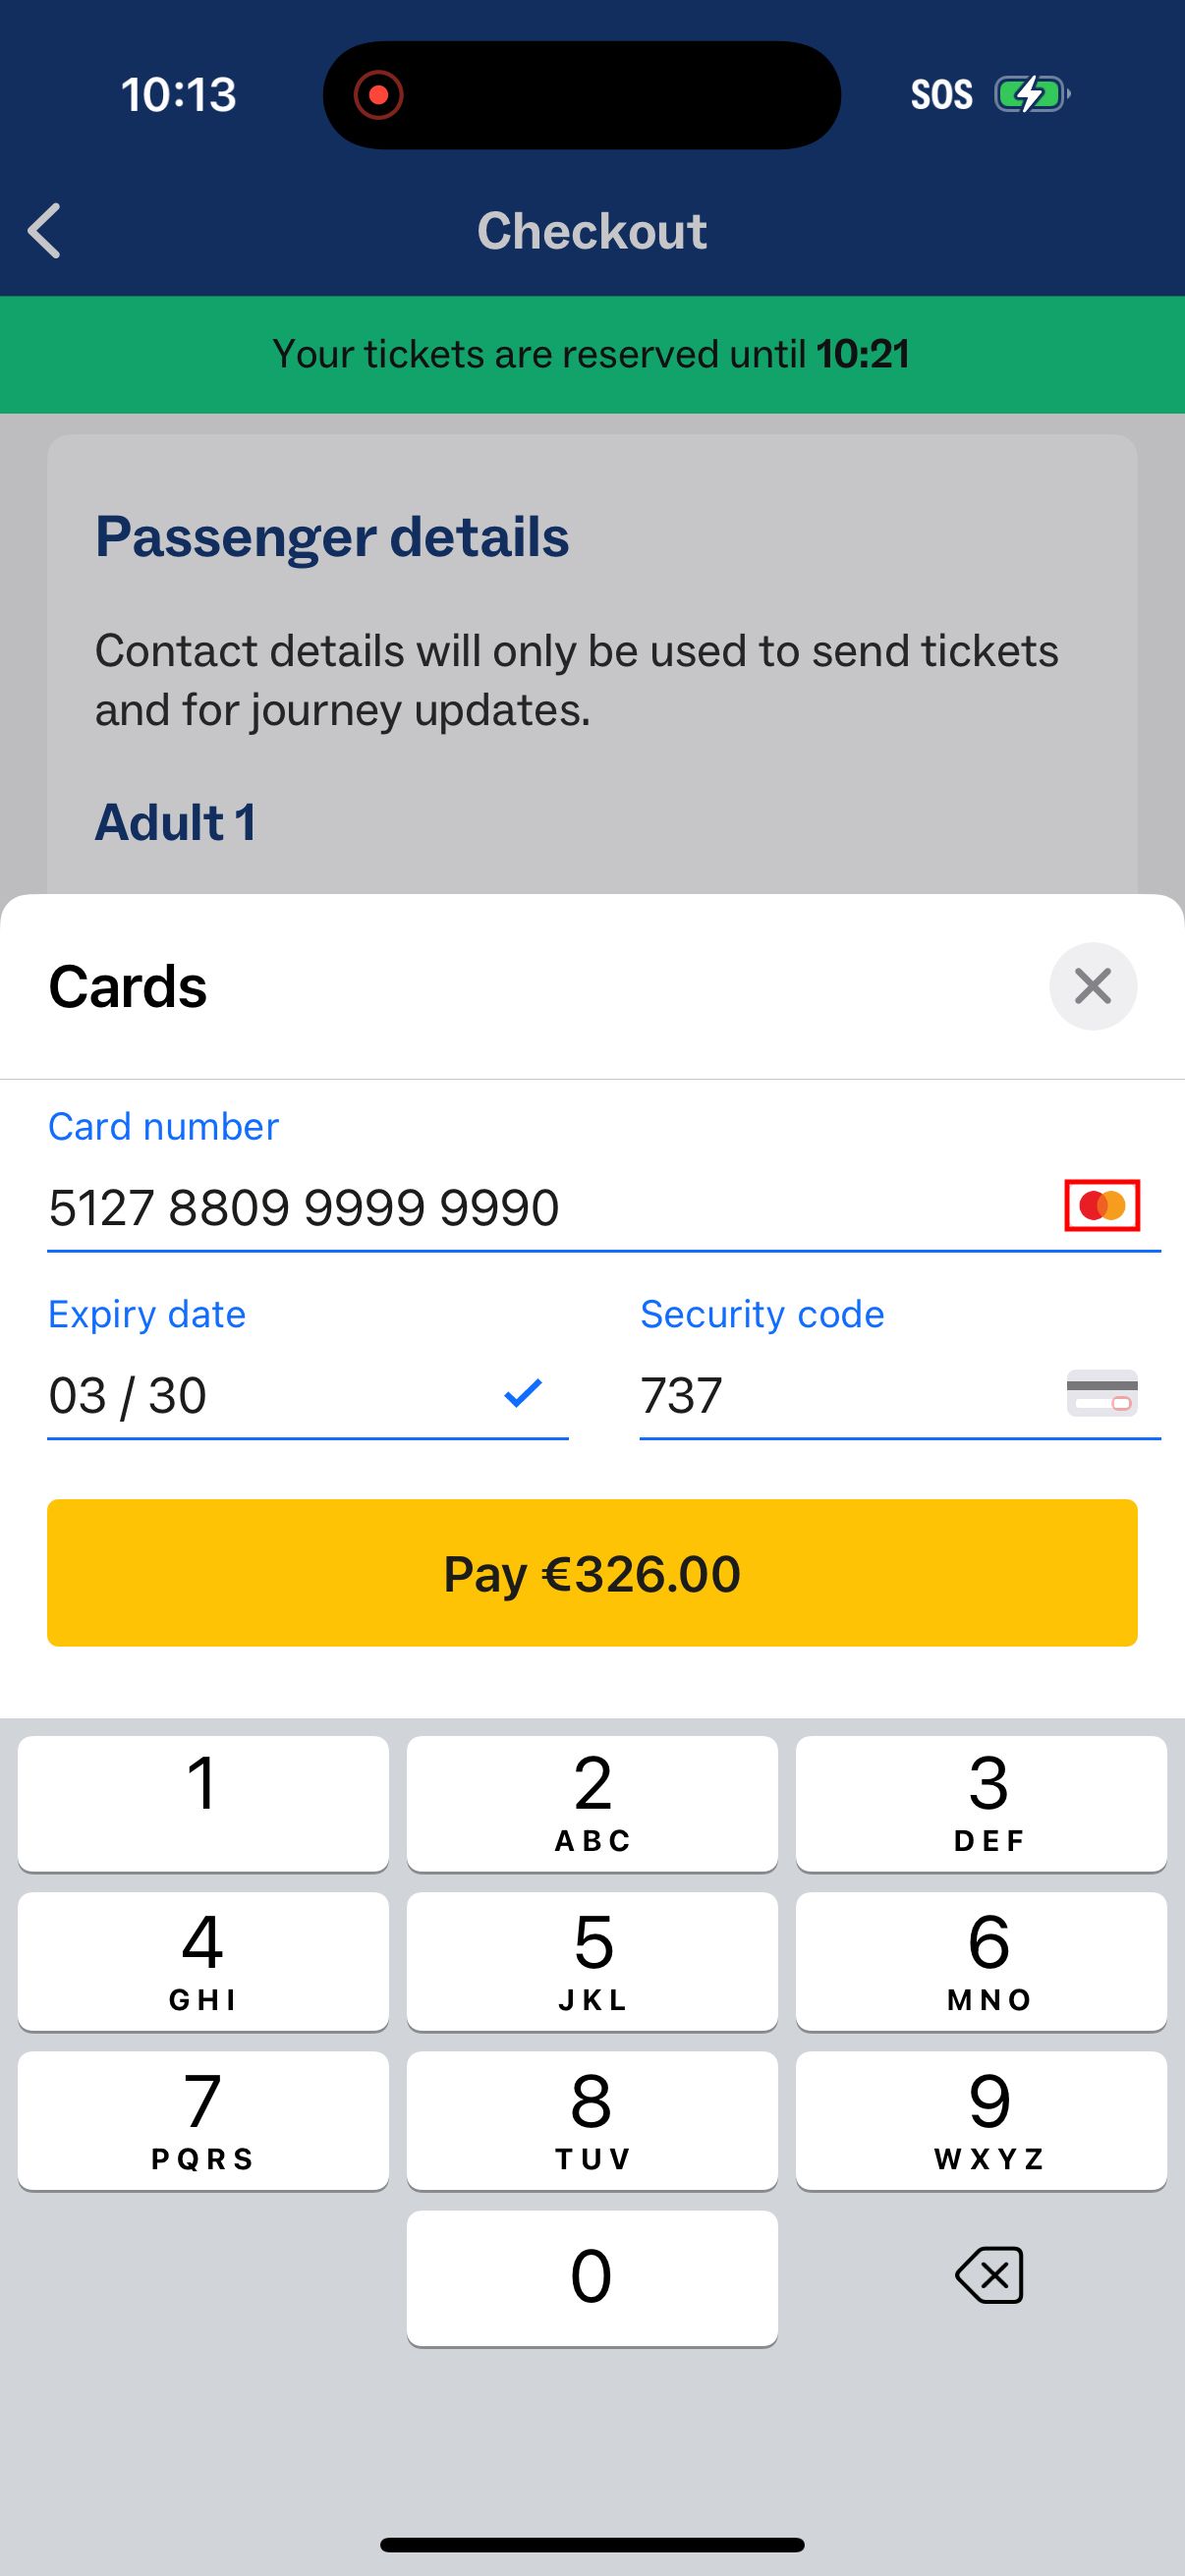 10:13
SOS
Checkout
Your tickets are reserved until 10:21
Passenger details
Contact details will only be used to send tickets
and for journey updates.
Adult 1
Cards
Card number
5127 8809 9999 9990
Expiry date
Security code
03 / 30
737
Pay €326.00
1
2
3
ABC
DEF
4
5
6
GHI
JKL
MNO
7
8
9
PQRS
TUV
WXYZ
0